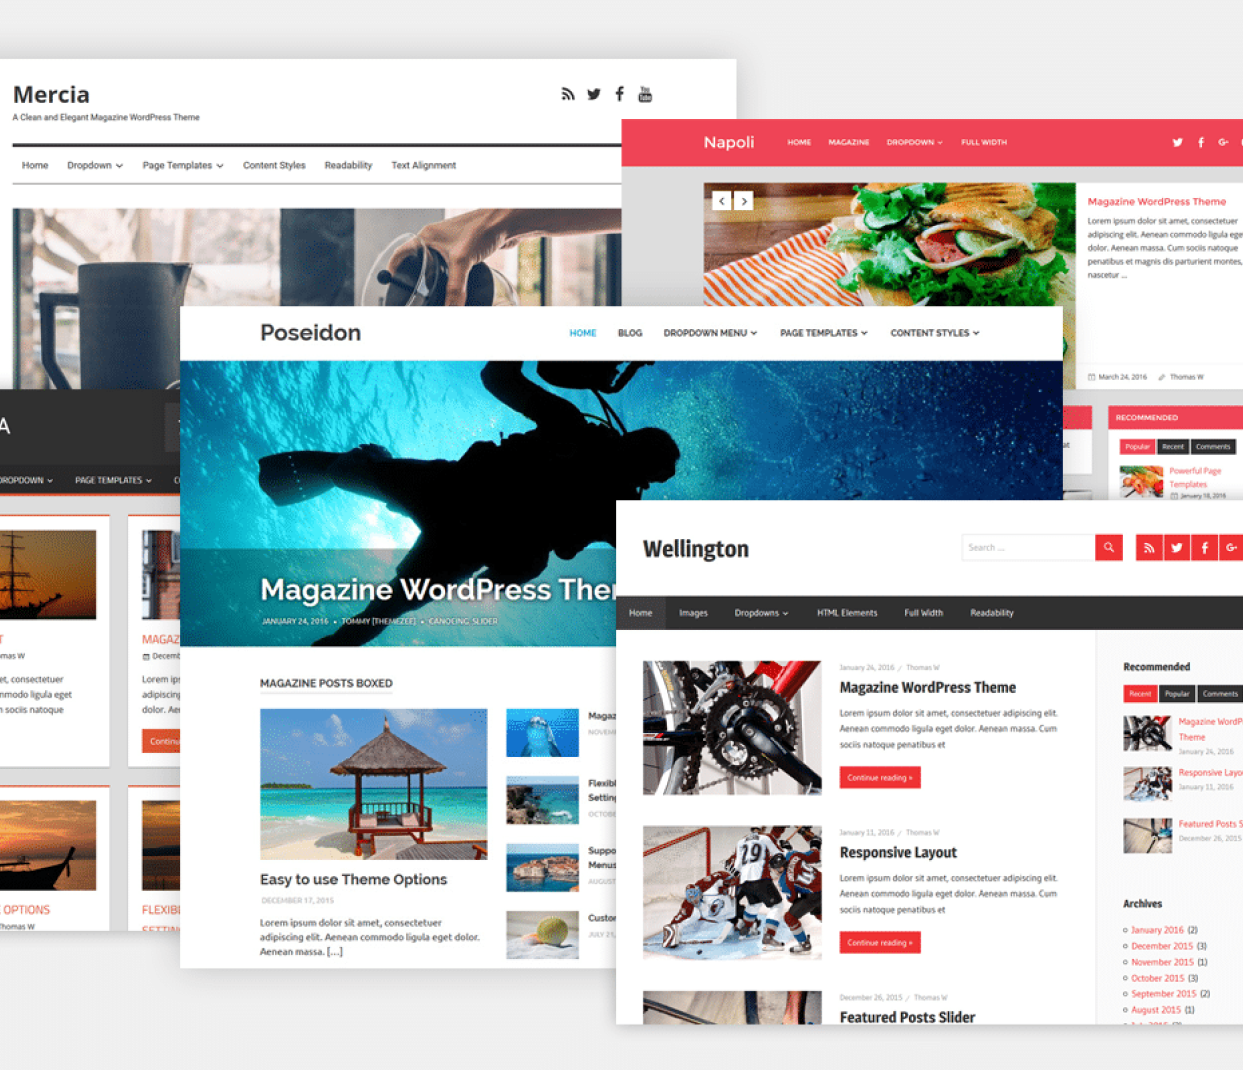 Mercia
A Clean and Elegant Magazine WordPress Theme
Home Dropdown Page Templates Content Styles Readability Text Alignment
Napoli
HOME MAGAZINE DROPDOWN FULL WIDTH
Magazine WordPress Theme
Lorem ipsum dolor sit amet, consectetuer
adipiscing elit. Aenean commodo ligula ege
dolor. Aenean massa. Cum sociis natoque
penatibus et magnis dis parturient montes,
nascetur ...
March 24, 2016 Thomas W
RECOMMENDED
Popular Recent Comments
Powerful Page
Templates
January 18, 2016
A
DROPDOWN PAGE TEMPLATES C
T
mas W
, consectetuer
nmodo ligula eget
sociis natoque
MAGAZ
Decemb
Lorem ips
adipiscing
dolor. Ae
Continu
OPTIONS
Thomas W
FLEXIBL
SETTING
Poseidon
HOME BLOG DROPDOWN MENU PAGE TEMPLATES CONTENT STYLES
Magazine WordPress Ther
JANUARY 24, 2016 • TOMMY [THEMEZEE] • CANOEING, SLIDER
MAGAZINE POSTS BOXED
Easy to use Theme Options
DECEMBER 17, 2015
Lorem ipsum dolor sit amet, consectetuer
adipiscing elit. Aenean commodo ligula eget dolor.
Aenean massa. [...]
Magaz
NOVEM
Flexibl
Setting
OCTOBE
Suppo
Menus
AUGUST
Custor
JULY 21,
Wellington
Search ...
Home Images Dropdowns HTML Elements Full Width Readability
January 24, 2016 / Thomas W
Magazine WordPress Theme
Lorem ipsum dolor sit amet, consectetuer adipiscing elit.
Aenean commodo ligula eget dolor. Aenean massa. Cum
sociis natoque penatibus et
Continue reading »
January 11, 2016 / Thomas W
29
Responsive Layout
Lorem ipsum dolor sit amet, consectetuer adipiscing elit.
Aenean commodo ligula eget dolor. Aenean massa. Cum
sociis natoque penatibus et
Continue reading »
December 26, 2015 / Thomas W
Featured Posts Slider
Recommended
Recent Popular Comments
Magazine WordP
Theme
January 24, 2016
Responsive Layou
January 11, 2016
Featured Posts S
December 26, 2015
Archives
January 2016 (2)
December 2015 (3)
November 2015 (1)
October 2015 (3)
September 2015 (2)
August 2015 (1)